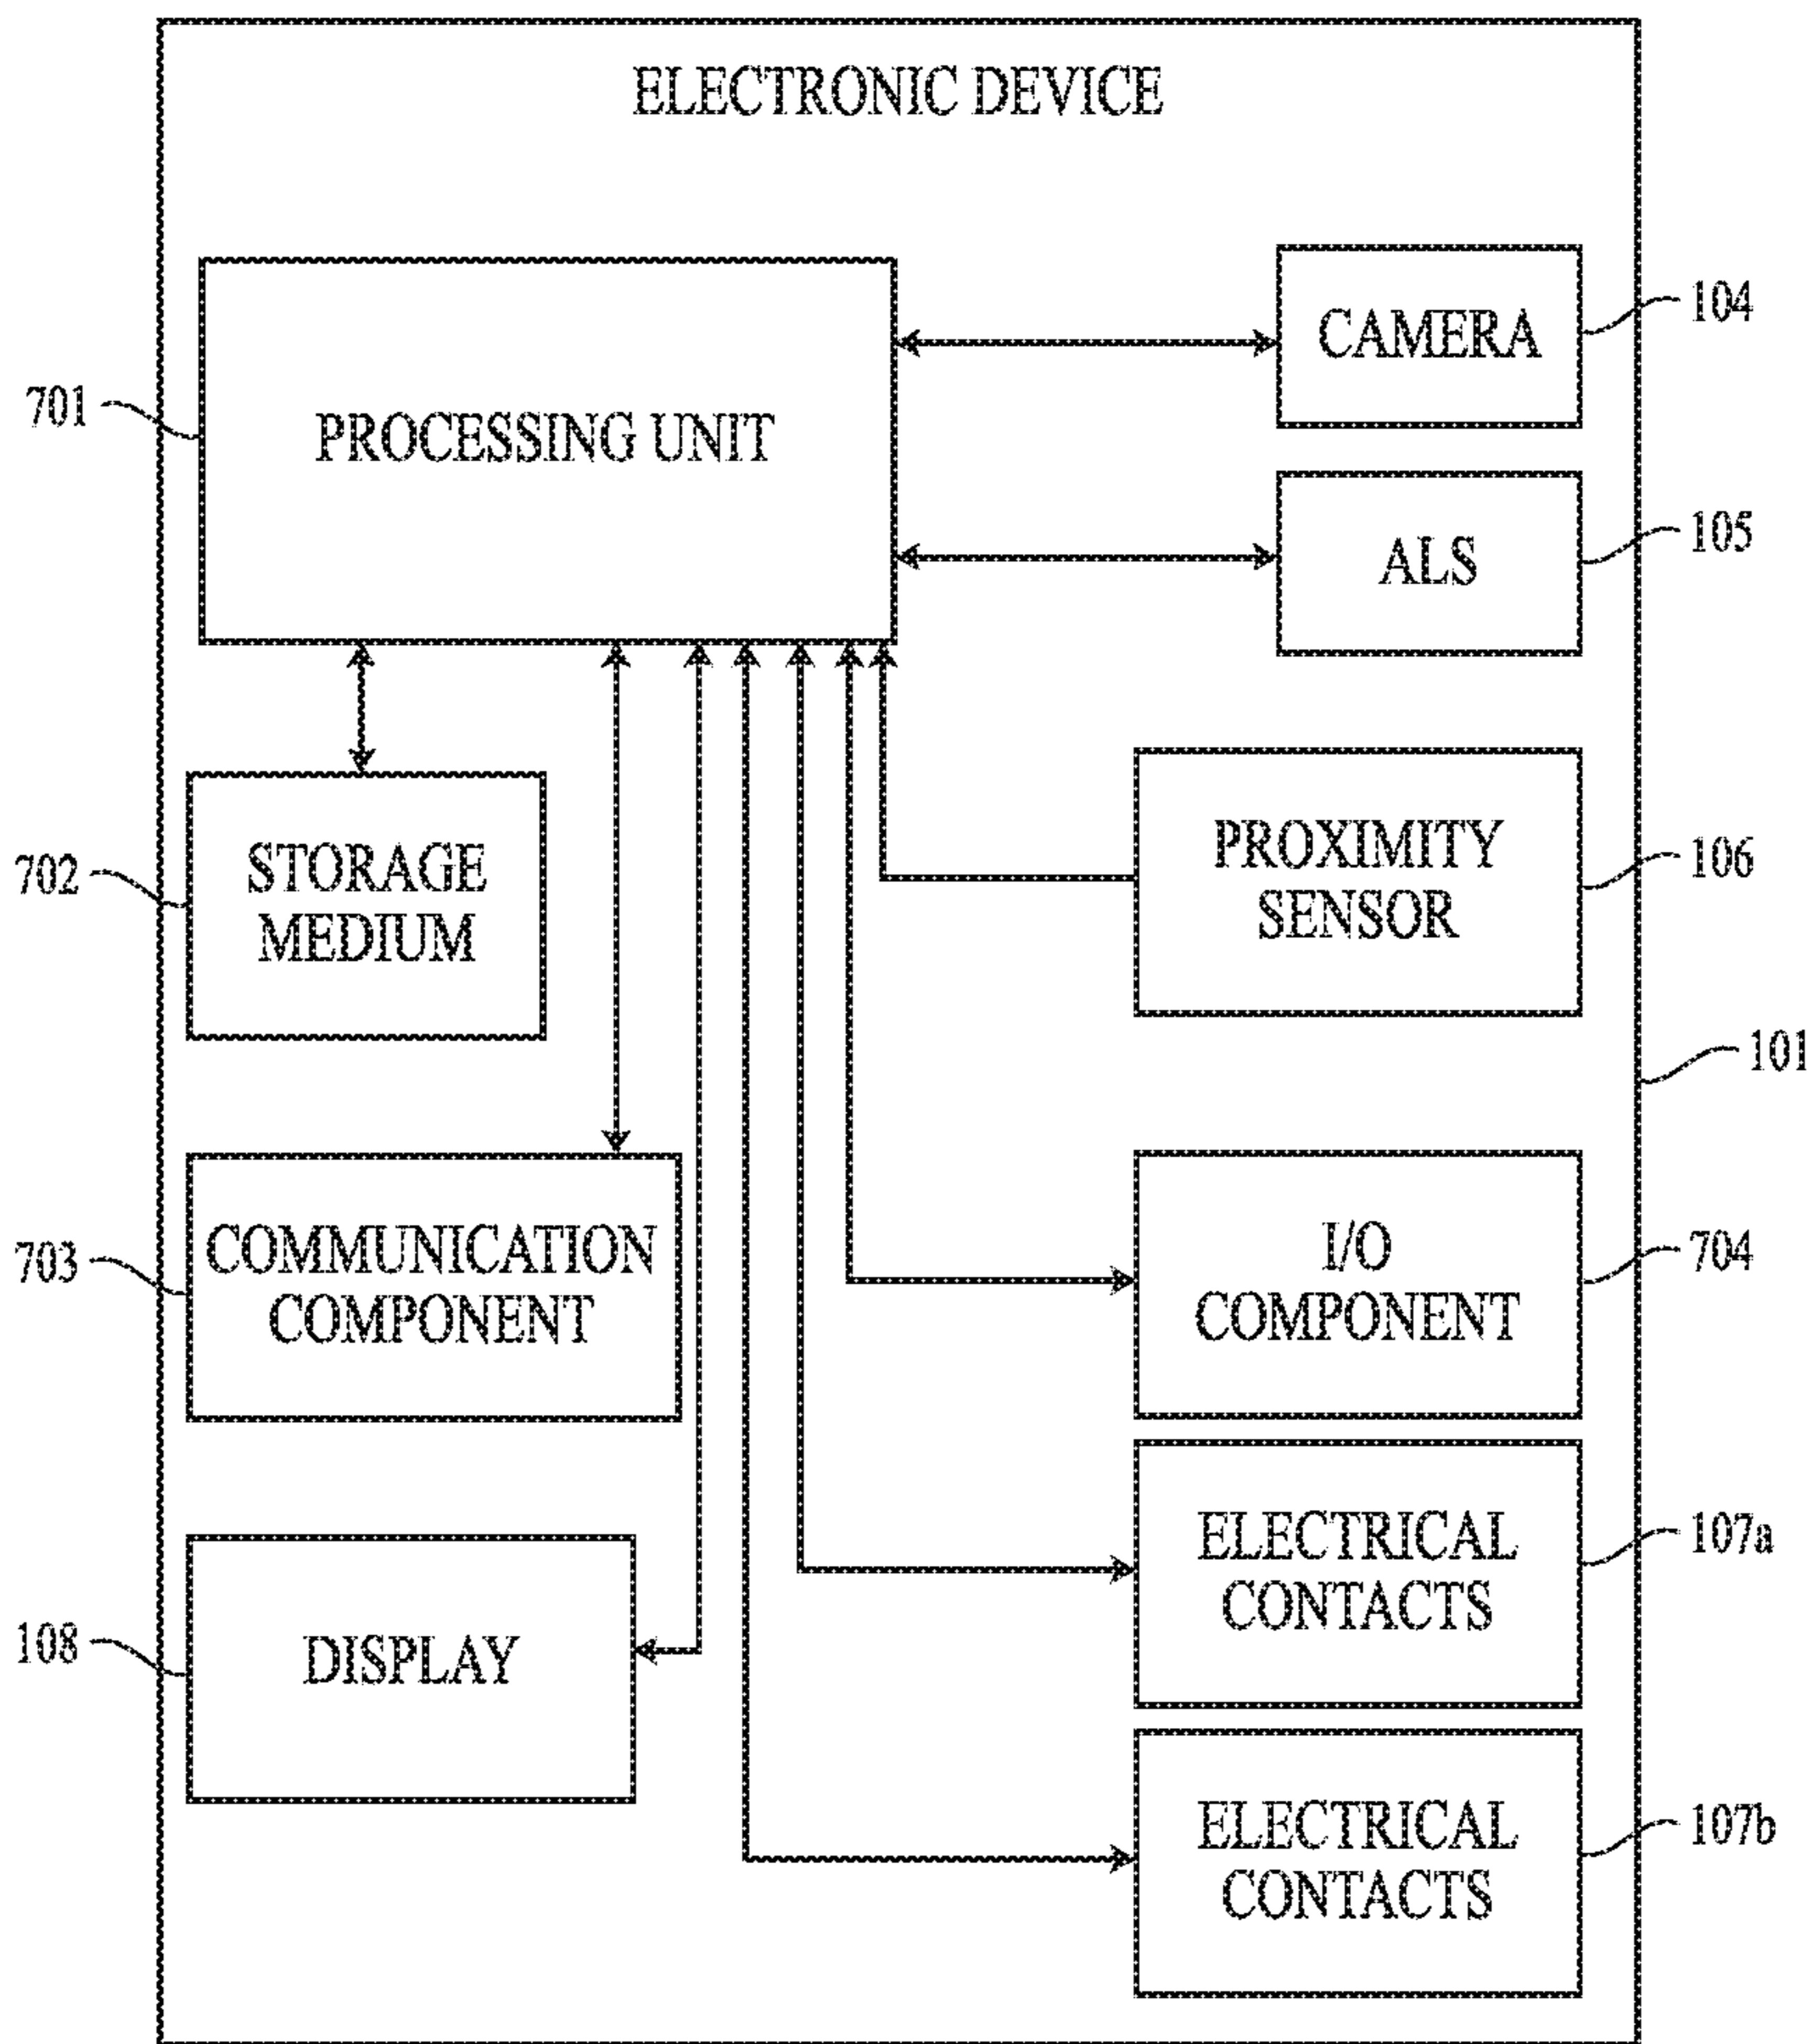 ELECTRONIC DEVICE
701
PROCESSING UNIT
CAMERA
104
ALS
105
702
STORAGE
MEDIUM
PROXIMITY
SENSOR
106
101
703
COMMUNICATION
COMPONENT
I/O
COMPONENT
704
108
DISPLAY
ELECTRICAL
CONTACTS
107a
ELECTRICAL
CONTACTS
107b